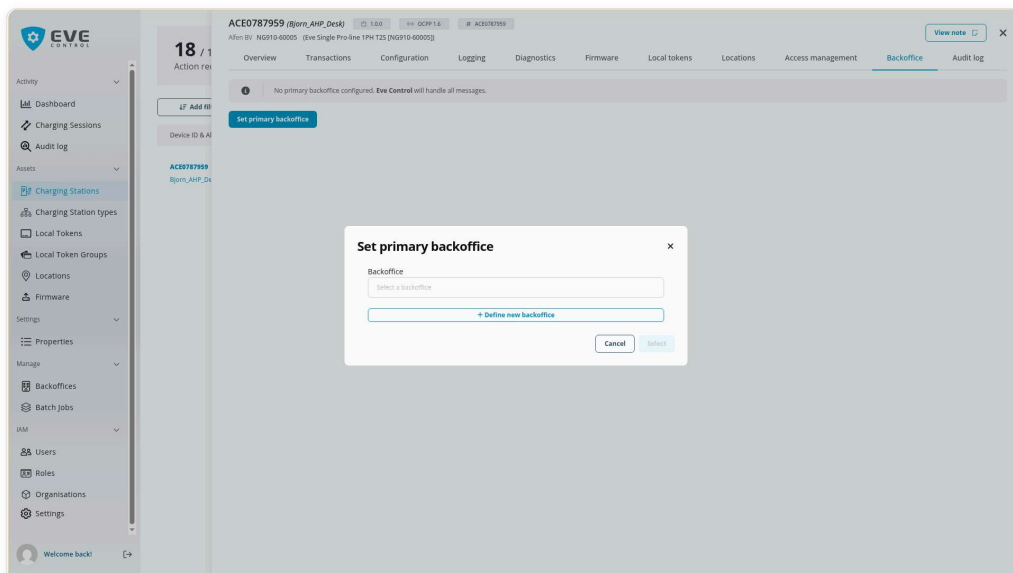 EVE
CONTROL
Activity
Dashboard
Charging Sessions
Audit log
Assets
Charging Stations
Charging Station types
Local Tokens
Local Token Groups
Locations
Firmware
Settings
Properties
Manage
Backoffices
Batch Jobs
IAM
Users
Roles
Organisations
Settings
Welcome back!
18 / 1
Action re
Add fil
Device ID & Al
ACE0787959
Bjorn_AHP_De
ACE0787959 (Bjorn_AHP_Desk) 1.0.0 OCPP 1.6 # ACE0787959
Alfen BV NG910-60005 (Eve Single Pro-line 1PH T2S [NG910-60005])
View note
Overview Transactions Configuration Logging Diagnostics Firmware Local tokens Locations Access management Backoffice Audit log
No primary backoffice configured. Eve Control will handle all messages.
Set primary backoffice
Set primary backoffice
Backoffice
Select a backoffice
+ Define new backoffice
Cancel Select